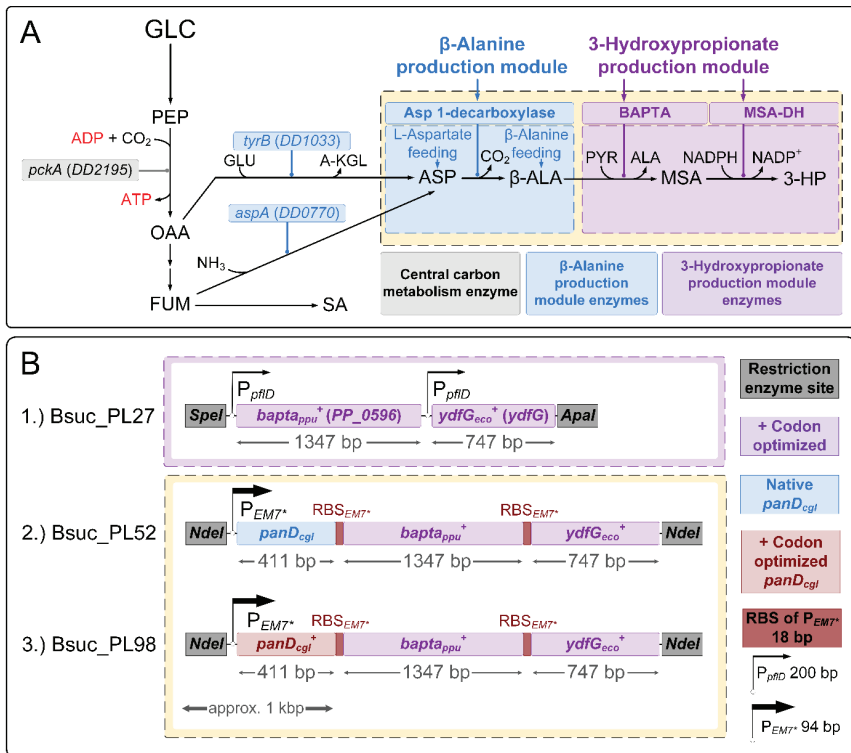 A
GLC
β-Alanine
production module
3-Hydroxypropionate
production module
PEP
ADP + CO2
pckA (DD2195)
ATP
OAA
FUM
SA
tyrB (DD1033)
GLU
A-KGL
aspA (DD0770)
NH3
Asp 1-decarboxylase
BAPTA
MSA-DH
L-Aspartate
feeding
β-Alanine
feeding
CO2
PYR
ALA
NADPH
NADP+
ASP
β-ALA
MSA
3-HP
Central carbon
metabolism enzyme
β-Alanine
production
module enzymes
3-Hydroxypropionate
production module
enzymes
B
1.) Bsuc_PL27
PpflD
PpflD
SpeI
baptappu+ (PP_0596)
ydfGeco+ (ydfG)
ApaI
1347 bp
747 bp
2.) Bsuc_PL52
PEM7*
RBSEM7*
RBSEM7*
NdeI
panDcgl
baptappu+
ydfGeco+
NdeI
411 bp
1347 bp
747 bp
3.) Bsuc_PL98
PEM7*
RBSEM7*
RBSEM7*
NdeI
panDcgl+
baptappu+
ydfGeco+
NdeI
411 bp
1347 bp
747 bp
approx. 1 kbp
Restriction
enzyme site
+ Codon
optimized
Native
panDcgl
+ Codon
optimized
panDcgl
RBS of PEM7*
18 bp
PpflD 200 bp
PEM7* 94 bp